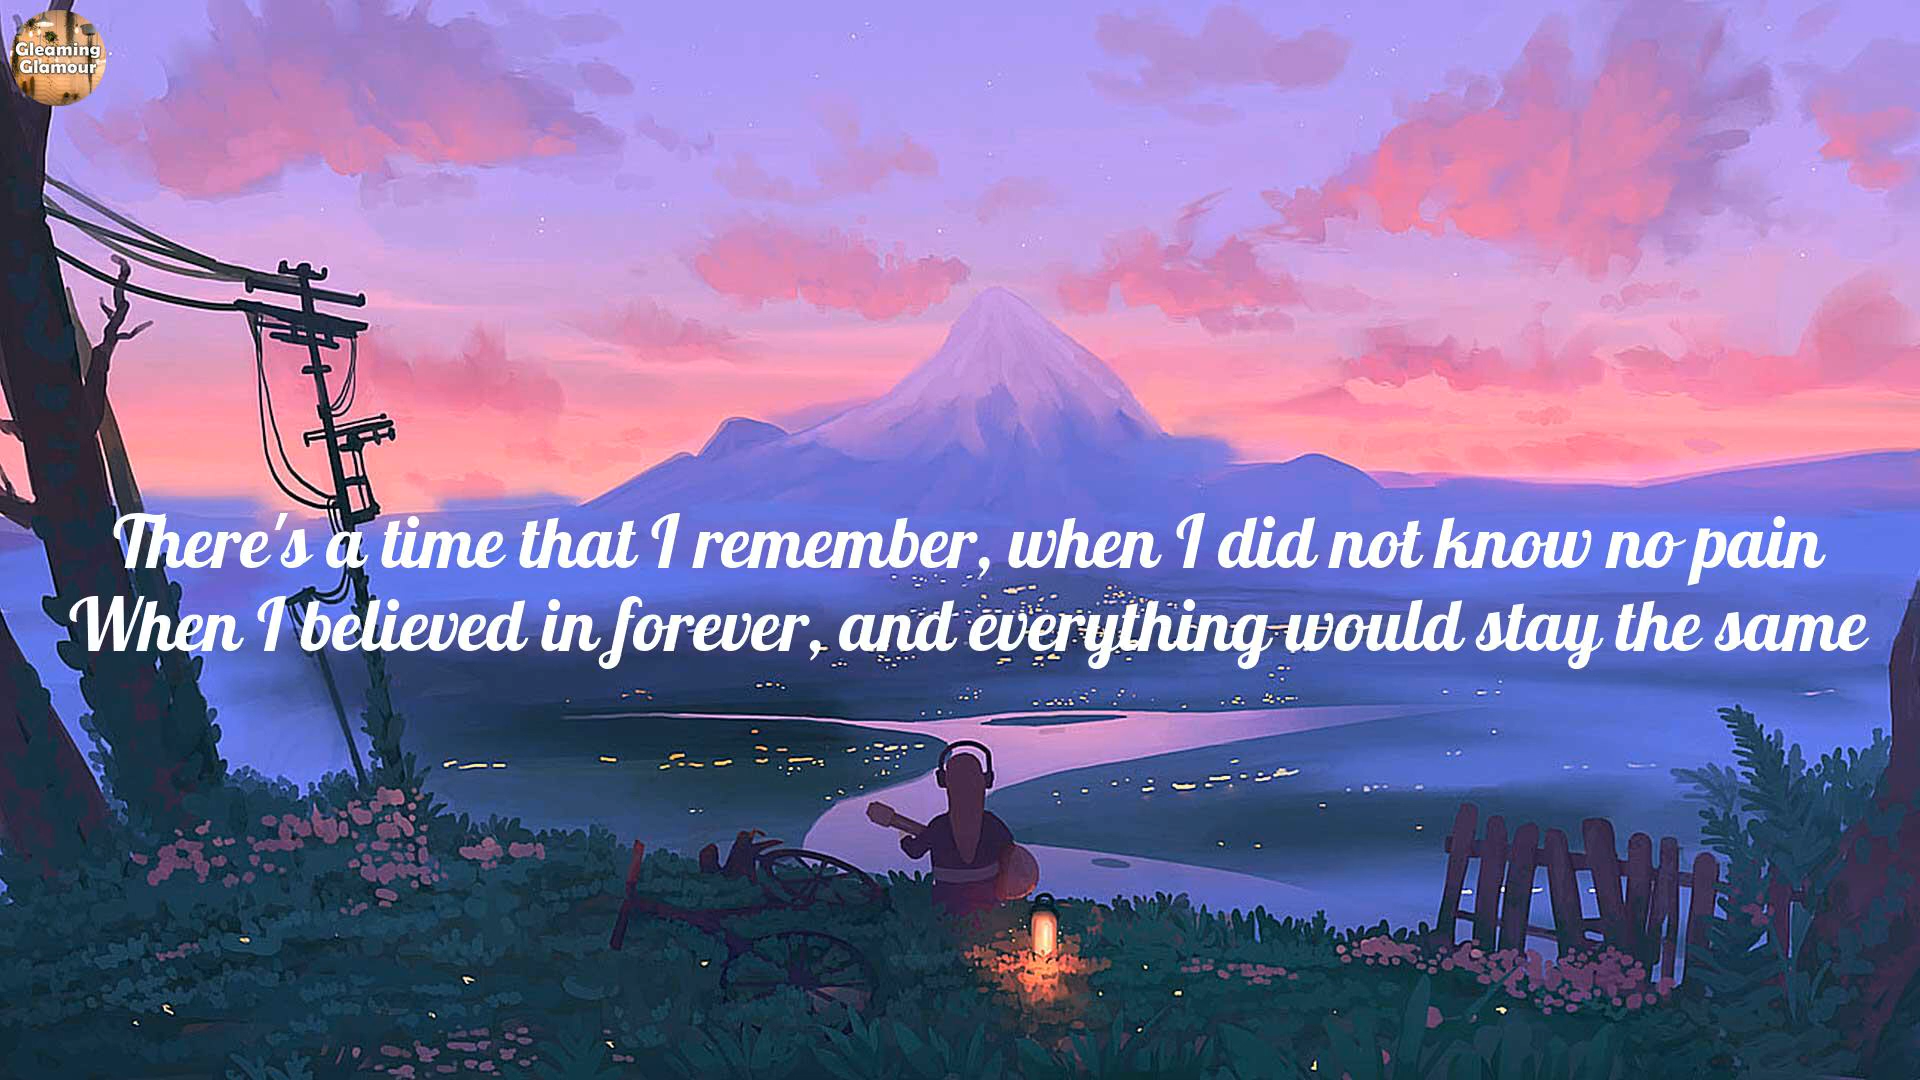 Gleaming
Glamour
There's a time that I remember, when I did not know no pain
When I believed in forever, and everything would stay the same